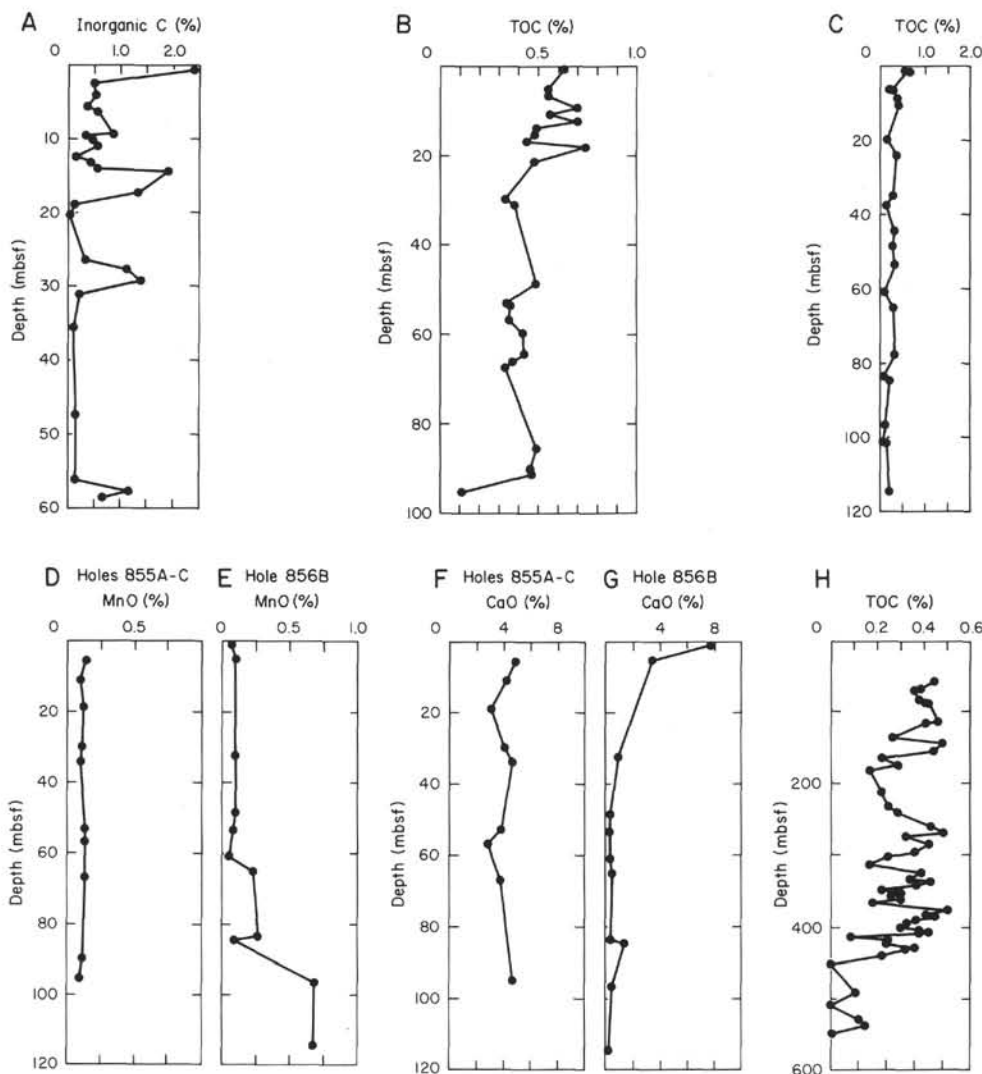 A
Inorganic C (%)
0 1.0 2.0
Depth (mbsf)
10
20
30
40
50
60
B
TOC (%)
0 0.5 1.0
Depth (mbsf)
20
40
60
80
100
C
TOC (%)
0 1.0 2.0
Depth (mbsf)
20
40
60
80
100
120
D
Holes 855A-C
MnO (%)
0 1.0
Depth (mbsf)
20
40
60
80
100
120
E
Hole 856B
MnO (%)
0 0.5 1.0
F
Holes 855A-C
CaO (%)
0 4 8
Depth (mbsf)
20
40
60
80
100
120
G
Hole 856B
CaO (%)
0 4 8
H
TOC (%)
0 0.2 0.4 0.6
Depth (mbsf)
200
400
600